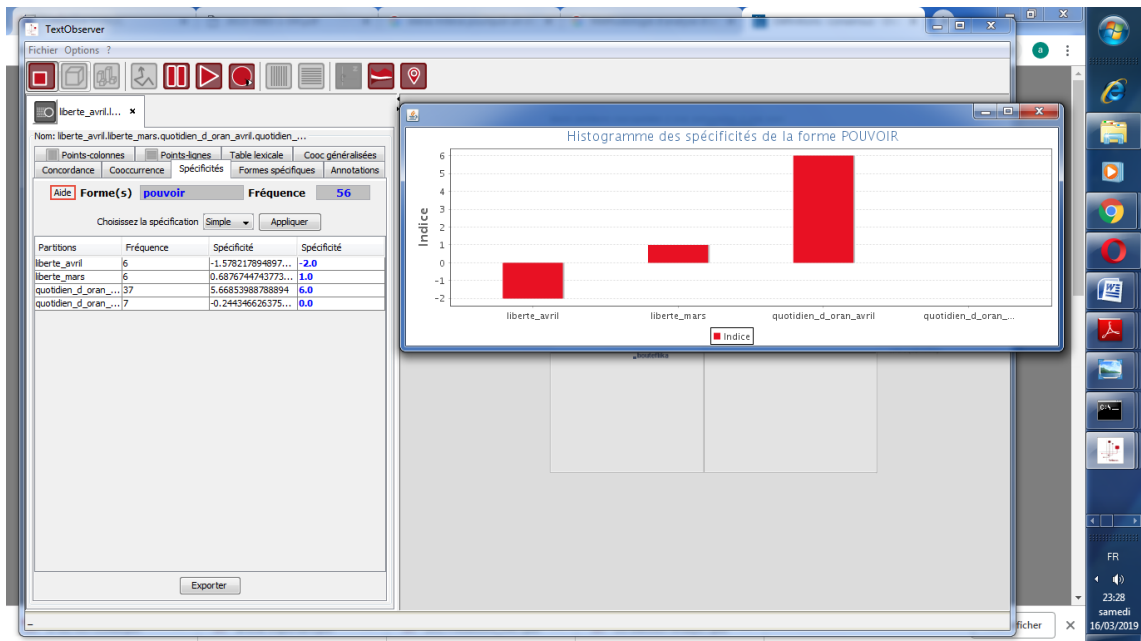 TextObserver
Fichier Options ?
liberte_avril.l...
Nom: liberte_avril.liberte_mars.quotidien_d_oran_avril.quotidien_...
Points-colonnes Points-lignes Table lexicale Cooc généralisées
Concordance Cooccurrence Spécificités Formes spécifiques Annotations
Aide Forme(s) pouvoir Fréquence 56
Choisissez la spécification Simple Appliquer
Partitions Fréquence Spécificité Spécificité
liberte_avril 6 -1.578217894897... -2.0
liberte_mars 6 0.6876744743773... 1.0
quotidien_d_oran_... 37 5.66853988788894 6.0
quotidien_d_oran_... 7 -0.244346626375... 0.0
Exporter
Histogramme des spécificités de la forme POUVOIR
Indice
6
5
4
3
2
1
0
-1
-2
liberte_avril liberte_mars quotidien_d_oran_avril quotidien_d_oran_...
Indice
a
C:\_
FR
23:28
samedi
16/03/2019